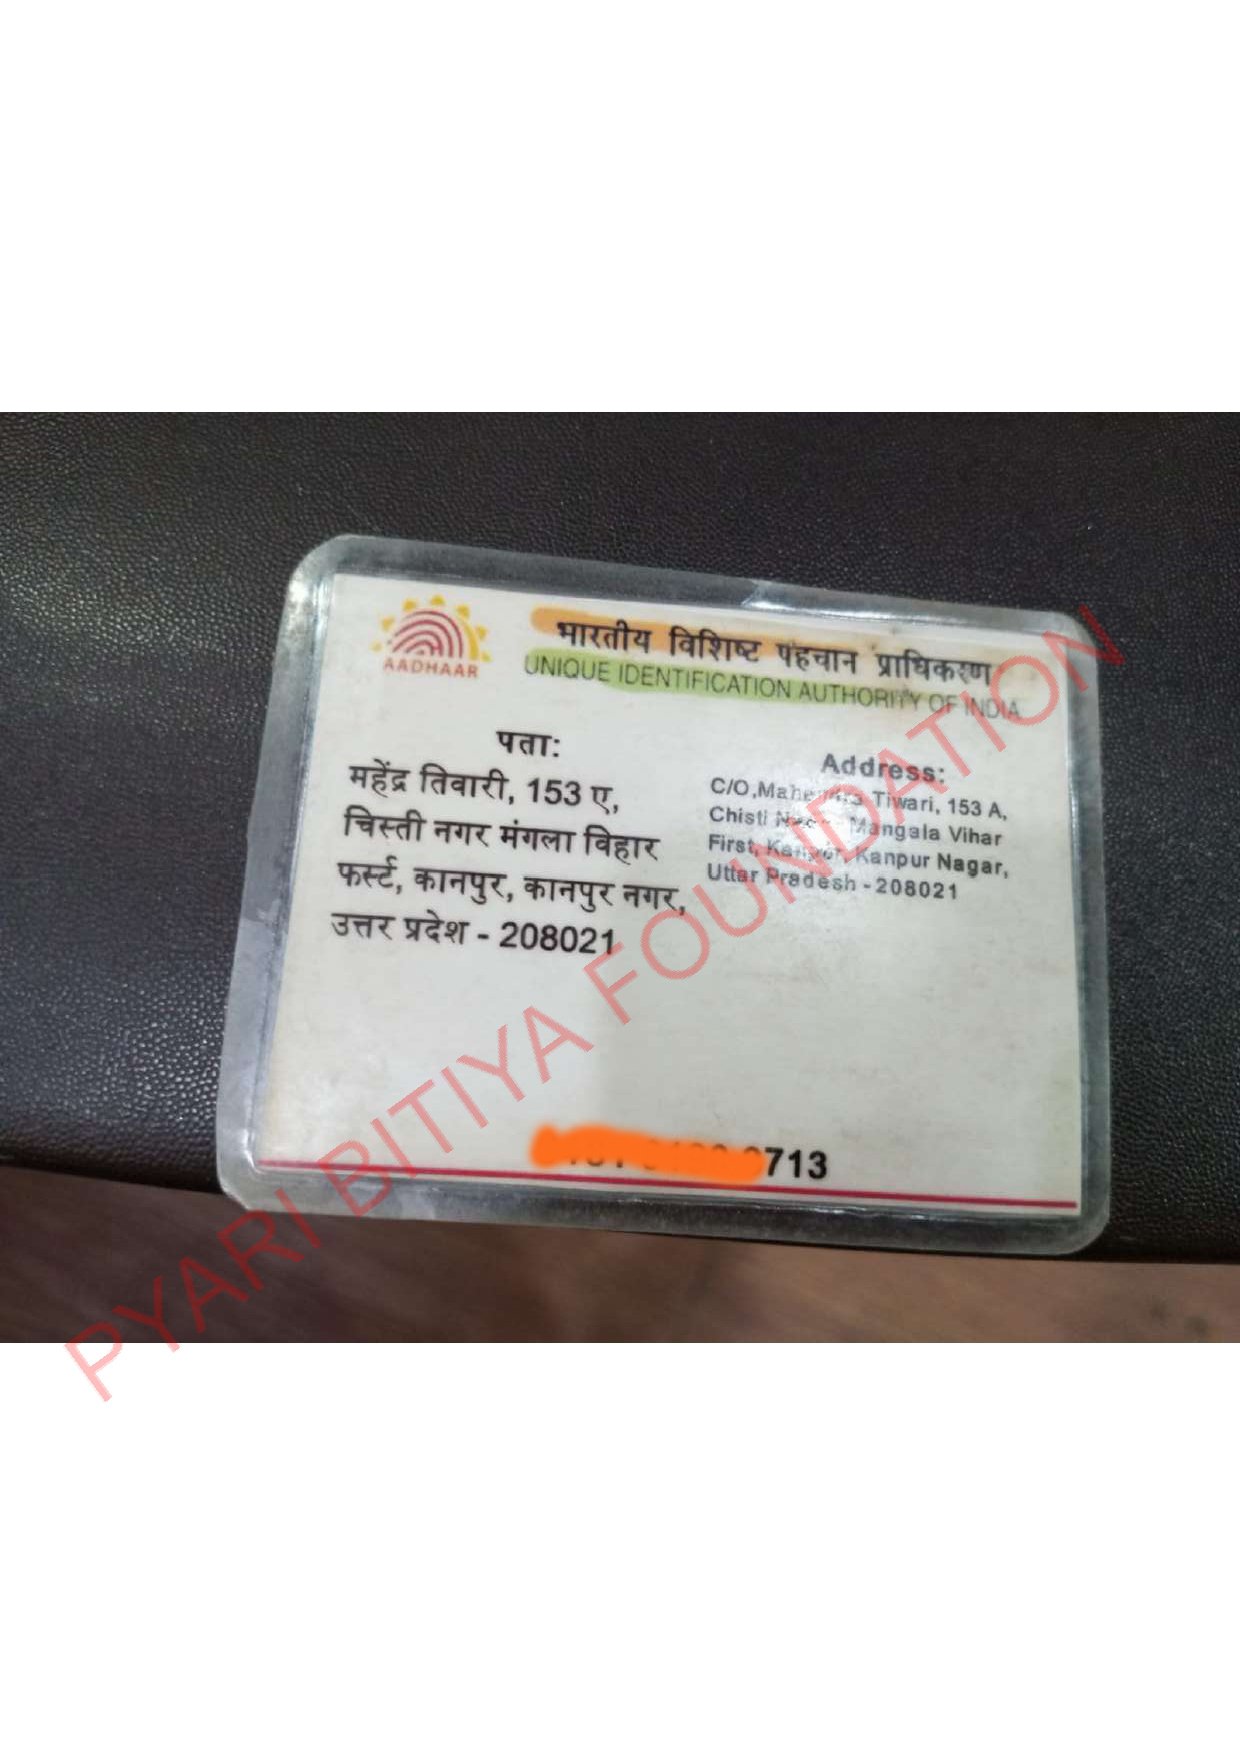 AADHAAR
भारतीय विशिष्ट पहचान प्राधिकरण
UNIQUE IDENTIFICATION AUTHORITY OF INDIA
पता:
महेंद्र तिवारी, 153 ए,
चिस्ती नगर मंगला विहार
फर्स्ट, कानपुर, कानपुर नगर,
उत्तर प्रदेश - 208021
Address:
C/O, Tiwari, 153 A,
Chisti Mangala Vihar
First, Kanpur Nagar,
Uttar Pradesh - 208021
713
PYARI BITIYA FOUNDATION